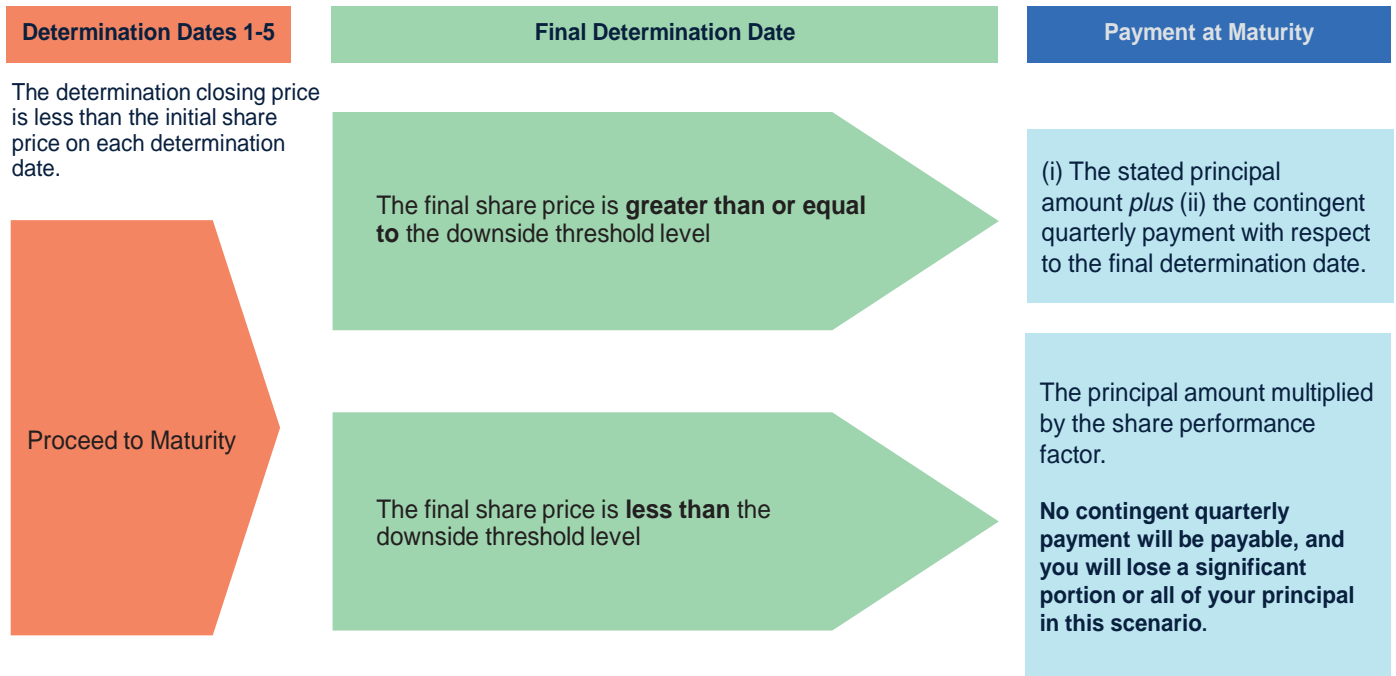 Determination Dates 1-5
Final Determination Date
Payment at Maturity
The determination closing price
is less than the initial share
price on each determination
date.
Proceed to Maturity
The final share price is greater than or equal
to the downside threshold level
(i) The stated principal
amount plus (ii) the contingent
quarterly payment with respect
to the final determination date.
The final share price is less than the
downside threshold level
The principal amount multiplied
by the share performance
factor.
No contingent quarterly
payment will be payable, and
you will lose a significant
portion or all of your principal
in this scenario.